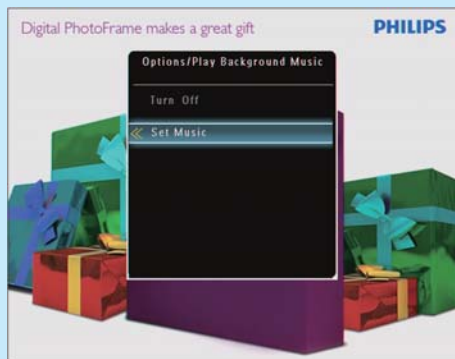 Digital PhotoFrame makes a great gift
PHILIPS
Options/Play Background Music
Turn Off
Set Music